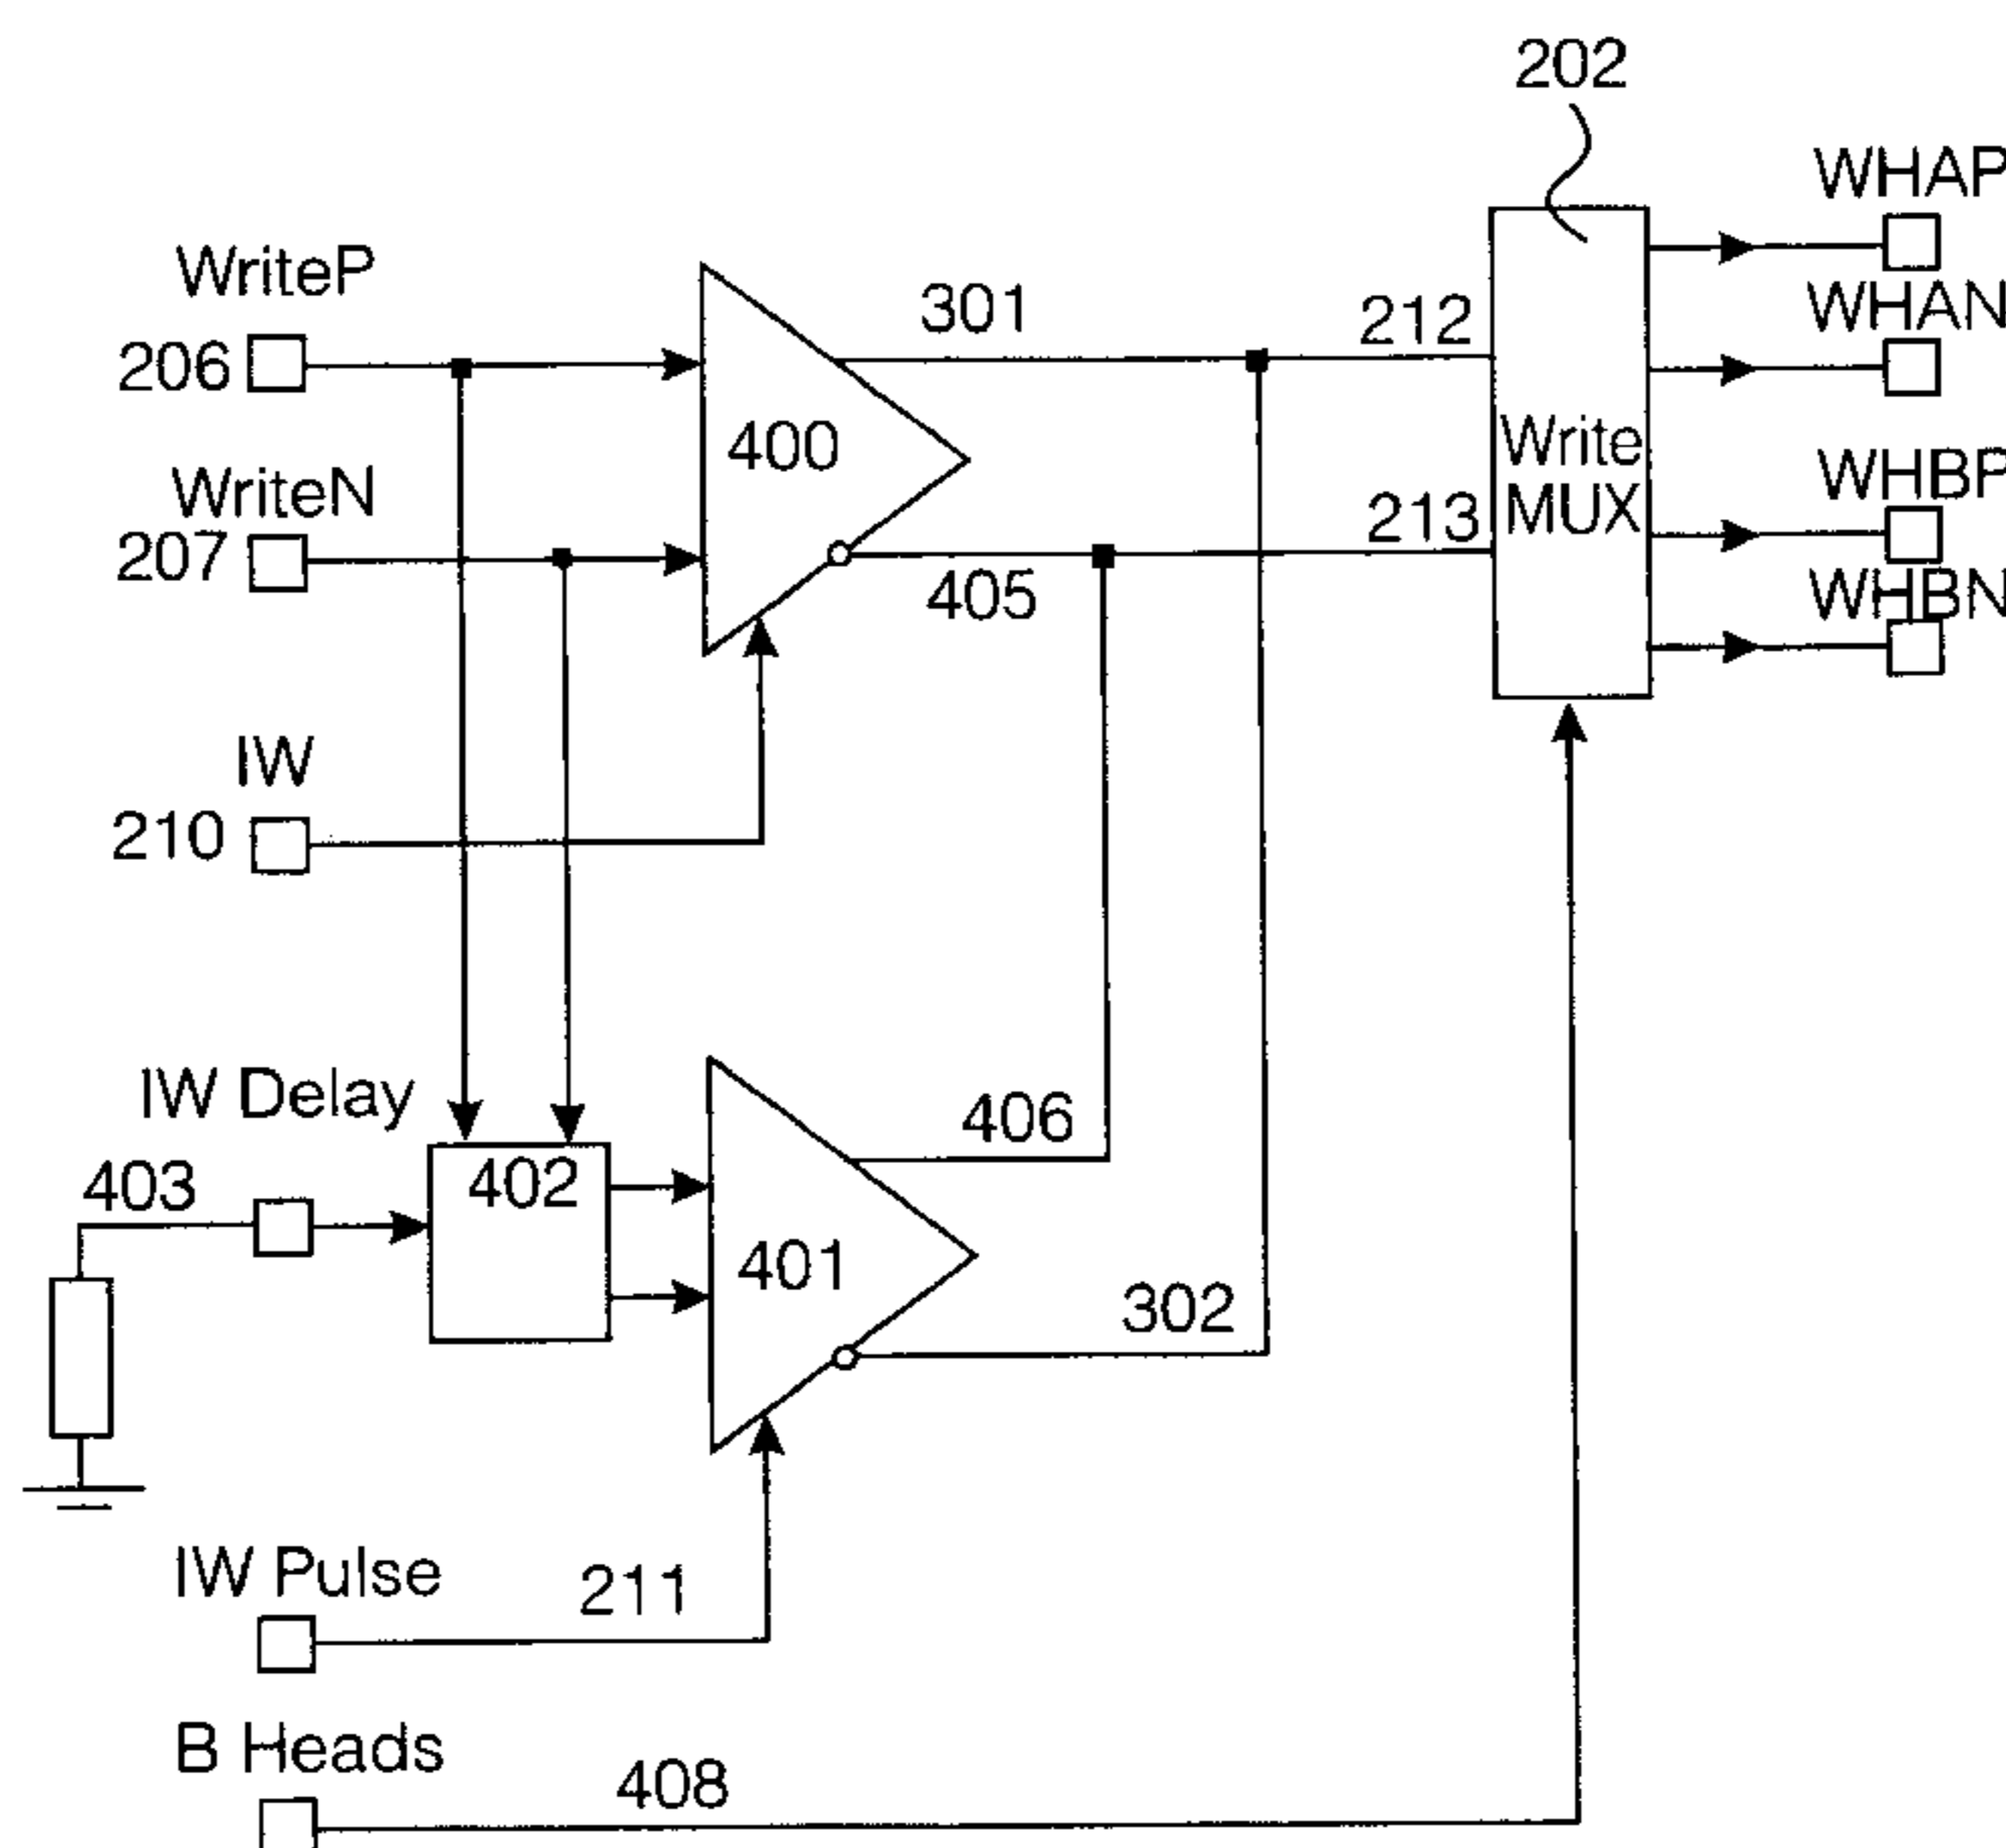 202
WHAP
WriteP
301
212
WHAN
206
400
Write
MUX
WHBP
WriteN
213
207
405
WHBN
IW
210
IW Delay
406
403
402
401
302
IW Pulse
211
B Heads
408